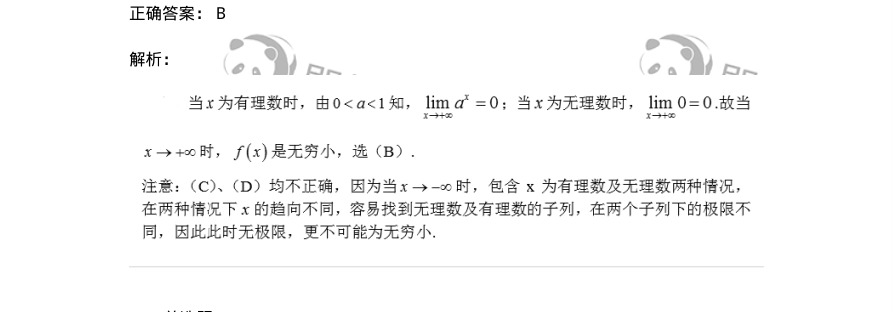 正确答案： B
解析：
当 x 为有理数时，由 0 < a < 1 知， lim_{x→+∞} a^x = 0；当 x 为无理数时， lim_{x→+∞} 0 = 0 .故当
x → +∞ 时， f (x) 是无穷小，选（B）.
注意：（C）、（D）均不正确，因为当 x → −∞ 时，包含 x 为有理数及无理数两种情况，
在两种情况下 x 的趋向不同，容易找到无理数及有理数的子列，在两个子列下的极限不
同，因此此时无极限，更不可能为无穷小.